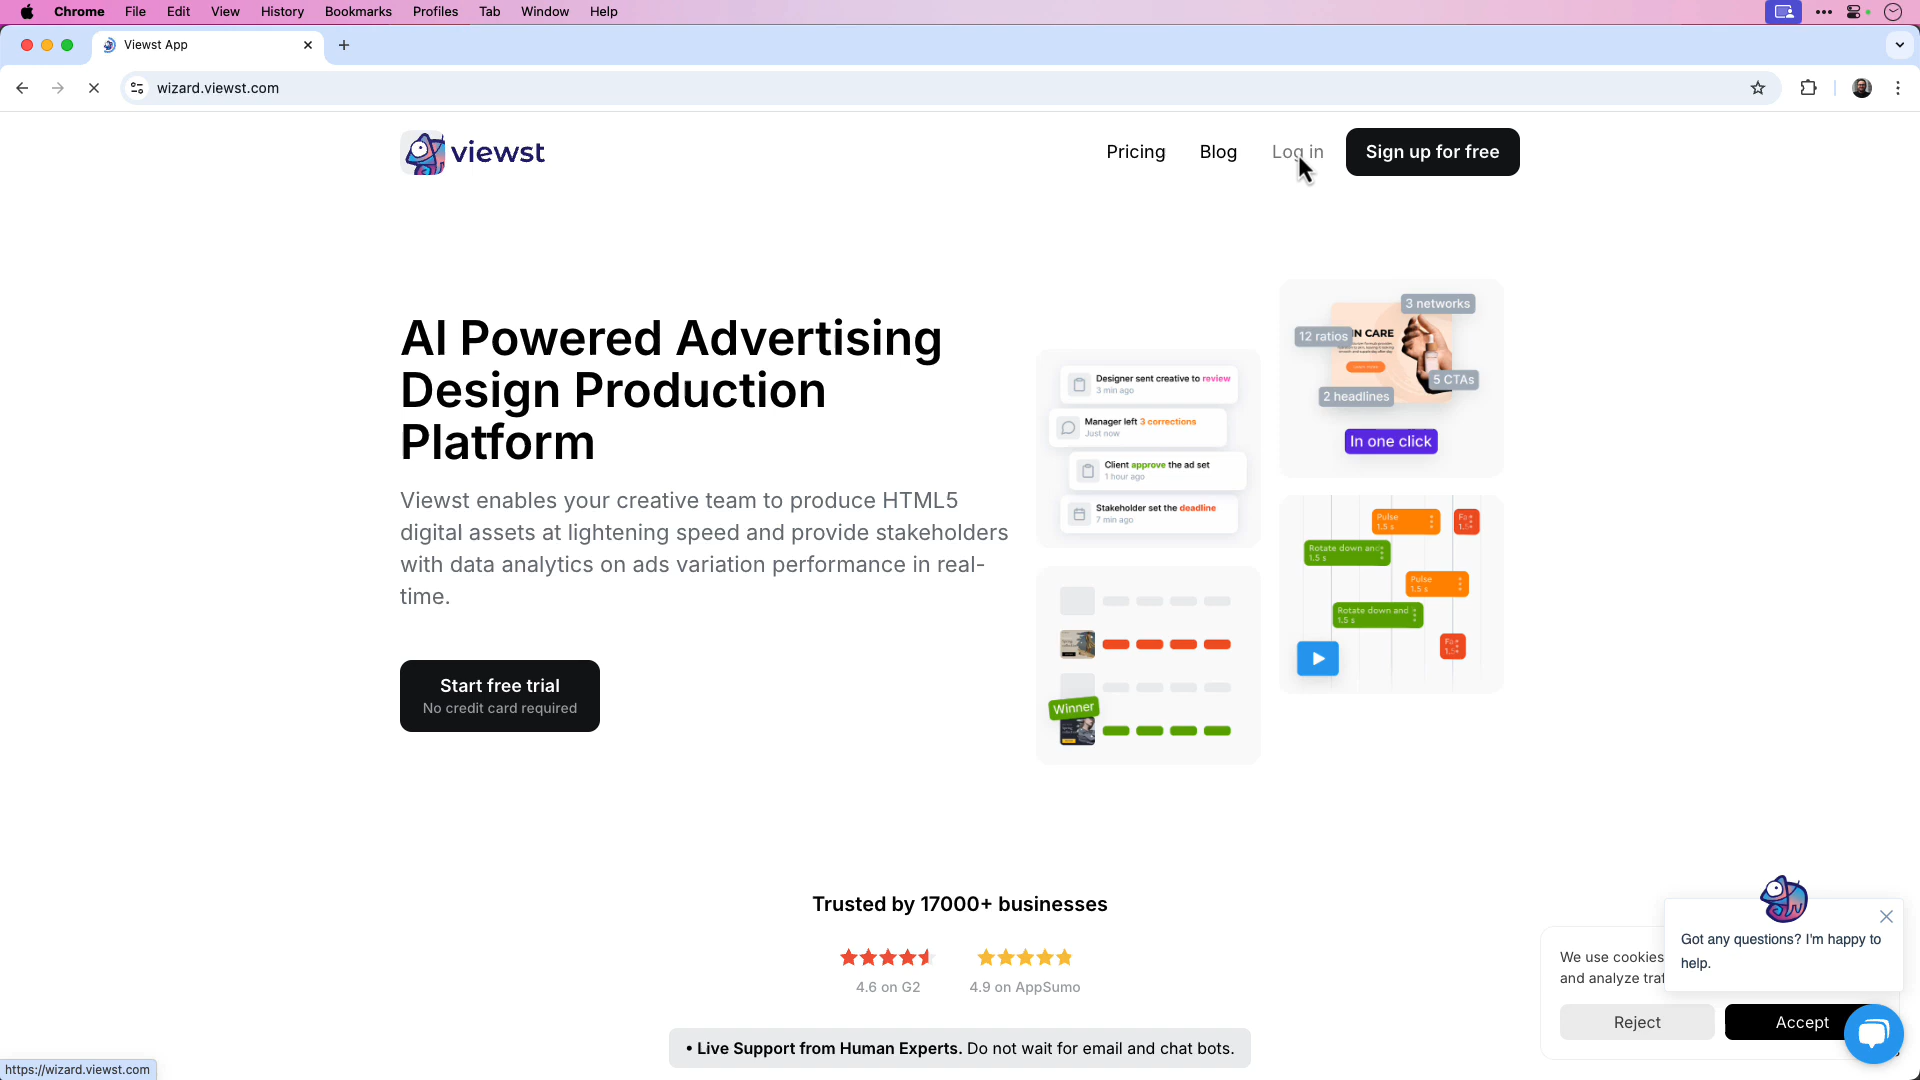 Chrome File Edit View History Bookmarks Profiles Tab Window Help
Viewst App
wizard.viewst.com
viewst
Pricing Blog Log in Sign up for free
AI Powered Advertising
Design Production
Platform
Viewst enables your creative team to produce HTML5
digital assets at lightening speed and provide stakeholders
with data analytics on ads variation performance in real-
time.
Start free trial
No credit card required
Designer sent creative to review
3 min ago
Manager left 3 corrections
Just now
Client approve the ad set
1 hour ago
Stakeholder set the deadline
7 min ago
3 networks
12 ratios
IN CARE
5 CTAs
2 headlines
In one click
Winner
Pulse
1.5 s
Rotate down and
1.5 s
Pulse
1.5 s
Rotate down and
1.5 s
Trusted by 17000+ businesses
4.6 on G2
4.9 on AppSumo
• Live Support from Human Experts. Do not wait for email and chat bots.
Got any questions? I'm happy to
help.
We use cookies
and analyze traf
Reject Accept
https://wizard.viewst.com